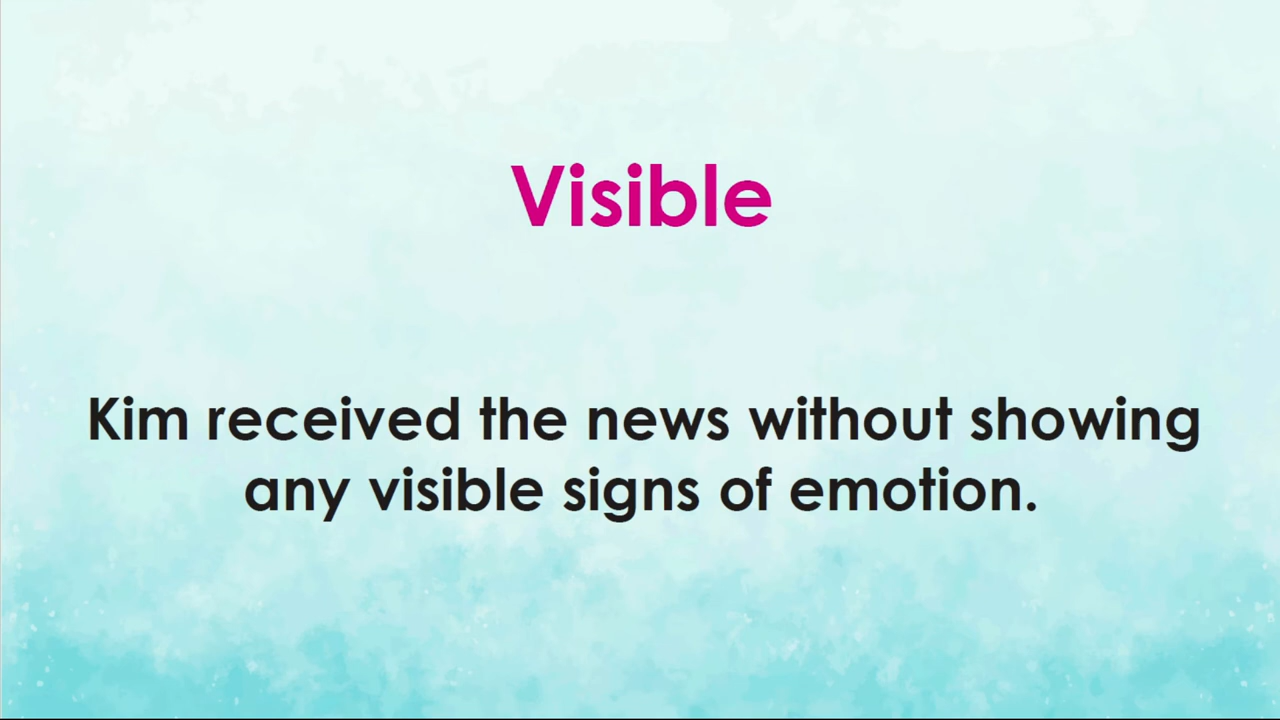 Visible
Kim received the news without showing
any visible signs of emotion.